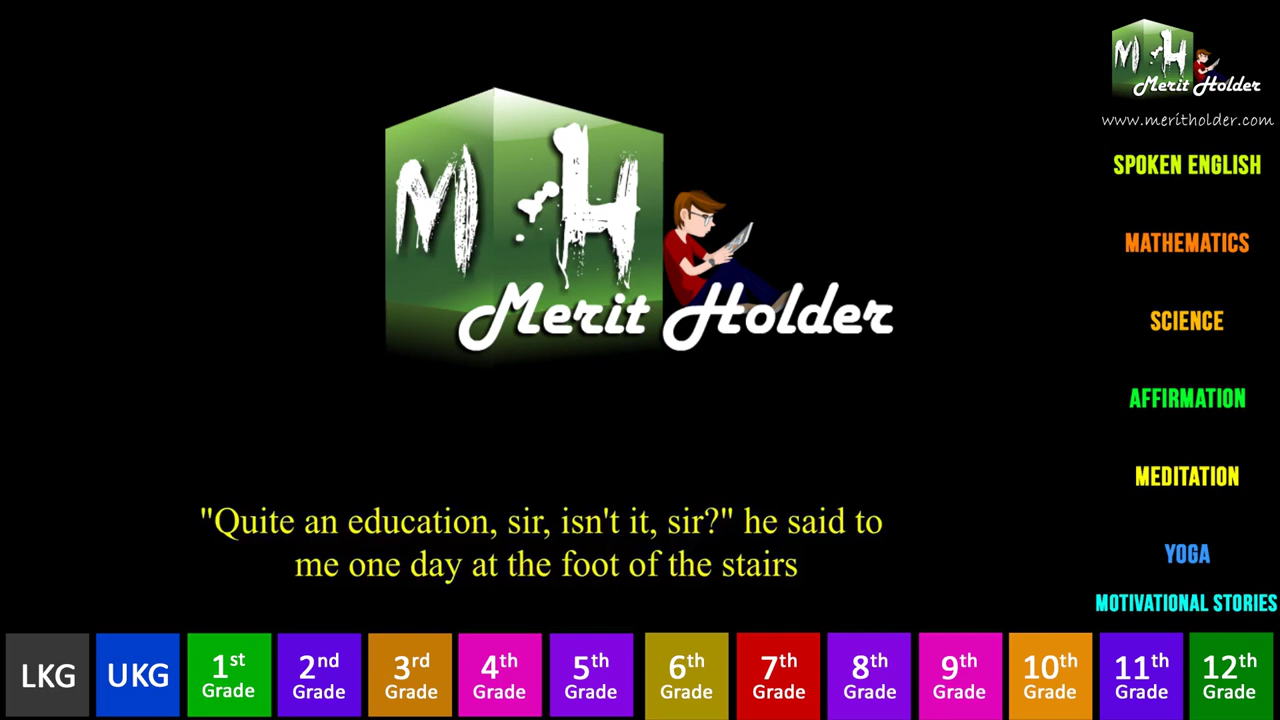 M H
Merit Holder
M H
Merit Holder
www.meritholder.com
SPOKEN ENGLISH
MATHEMATICS
SCIENCE
AFFIRMATION
MEDITATION
YOGA
MOTIVATIONAL STORIES
"Quite an education, sir, isn't it, sir?" he said to
me one day at the foot of the stairs
LKG
UKG
1st Grade
2nd Grade
3rd Grade
4th Grade
5th Grade
6th Grade
7th Grade
8th Grade
9th Grade
10th Grade
11th Grade
12th Grade